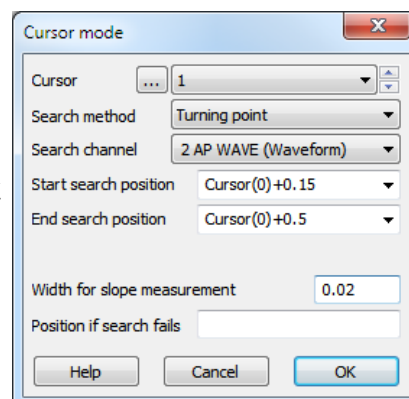 Cursor mode
Cursor ... 1
Search method Turning point
Search channel 2 AP WAVE (Waveform)
Start search position Cursor(0)+0.15
End search position Cursor(0)+0.5
Width for slope measurement 0.02
Position if search fails
Help Cancel OK